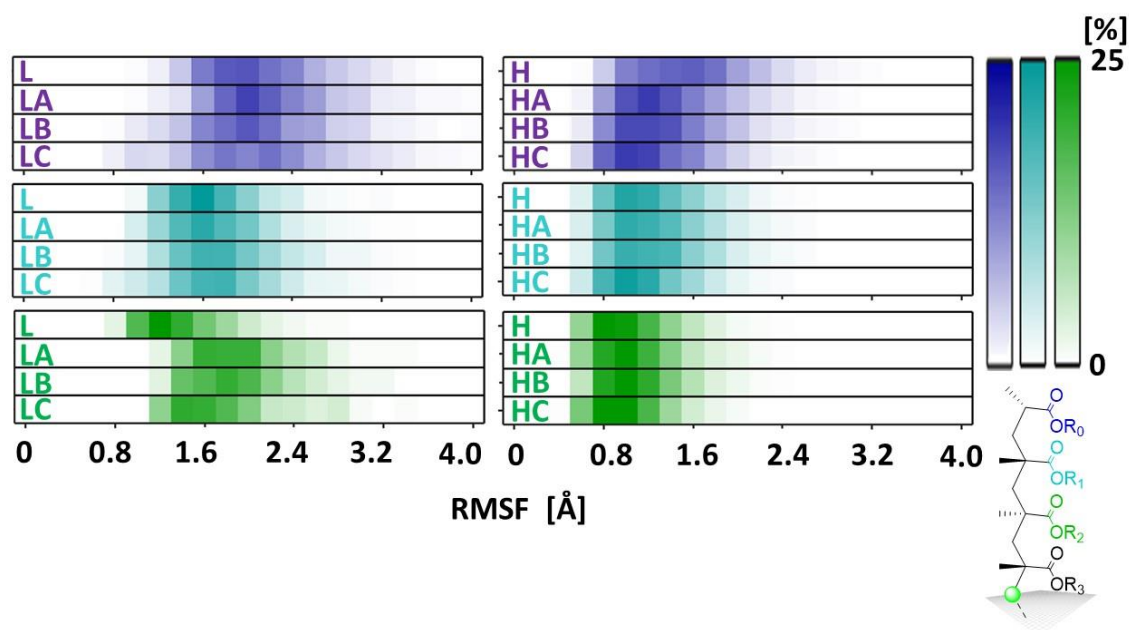 [%]
25
L
LA
LB
LC
H
HA
HB
HC
L
LA
LB
LC
H
HA
HB
HC
L
LA
LB
LC
H
HA
HB
HC
0
0 0.8 1.6 2.4 3.2 4.0
0 0.8 1.6 2.4 3.2 4.0
RMSF [Å]
O
OR0
O
OR1
O
OR2
O
OR3